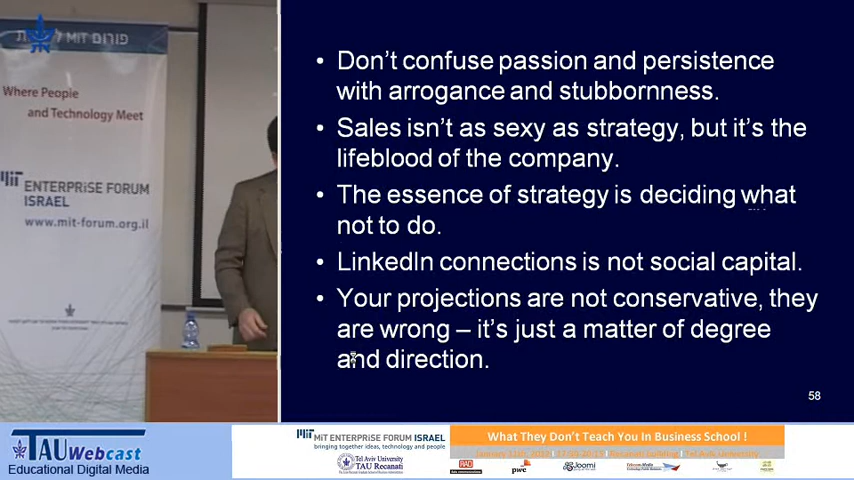 פורום MIT
Where People
and Technology Meet
MiT ENTERPRISE FORUM
ISRAEL
www.mit-forum.org.il
• Don't confuse passion and persistence
with arrogance and stubbornness.
• Sales isn't as sexy as strategy, but it's the
lifeblood of the company.
• The essence of strategy is deciding what
not to do.
• LinkedIn connections is not social capital.
• Your projections are not conservative, they
are wrong – it's just a matter of degree
and direction.
58
TAU Webcast
Educational Digital Media
MiT ENTERPRISE FORUM ISRAEL
bringing together ideas, technology and people
Tel Aviv University
TAU Recanati
What They Don't Teach You In Business School !
pwc
Joomi